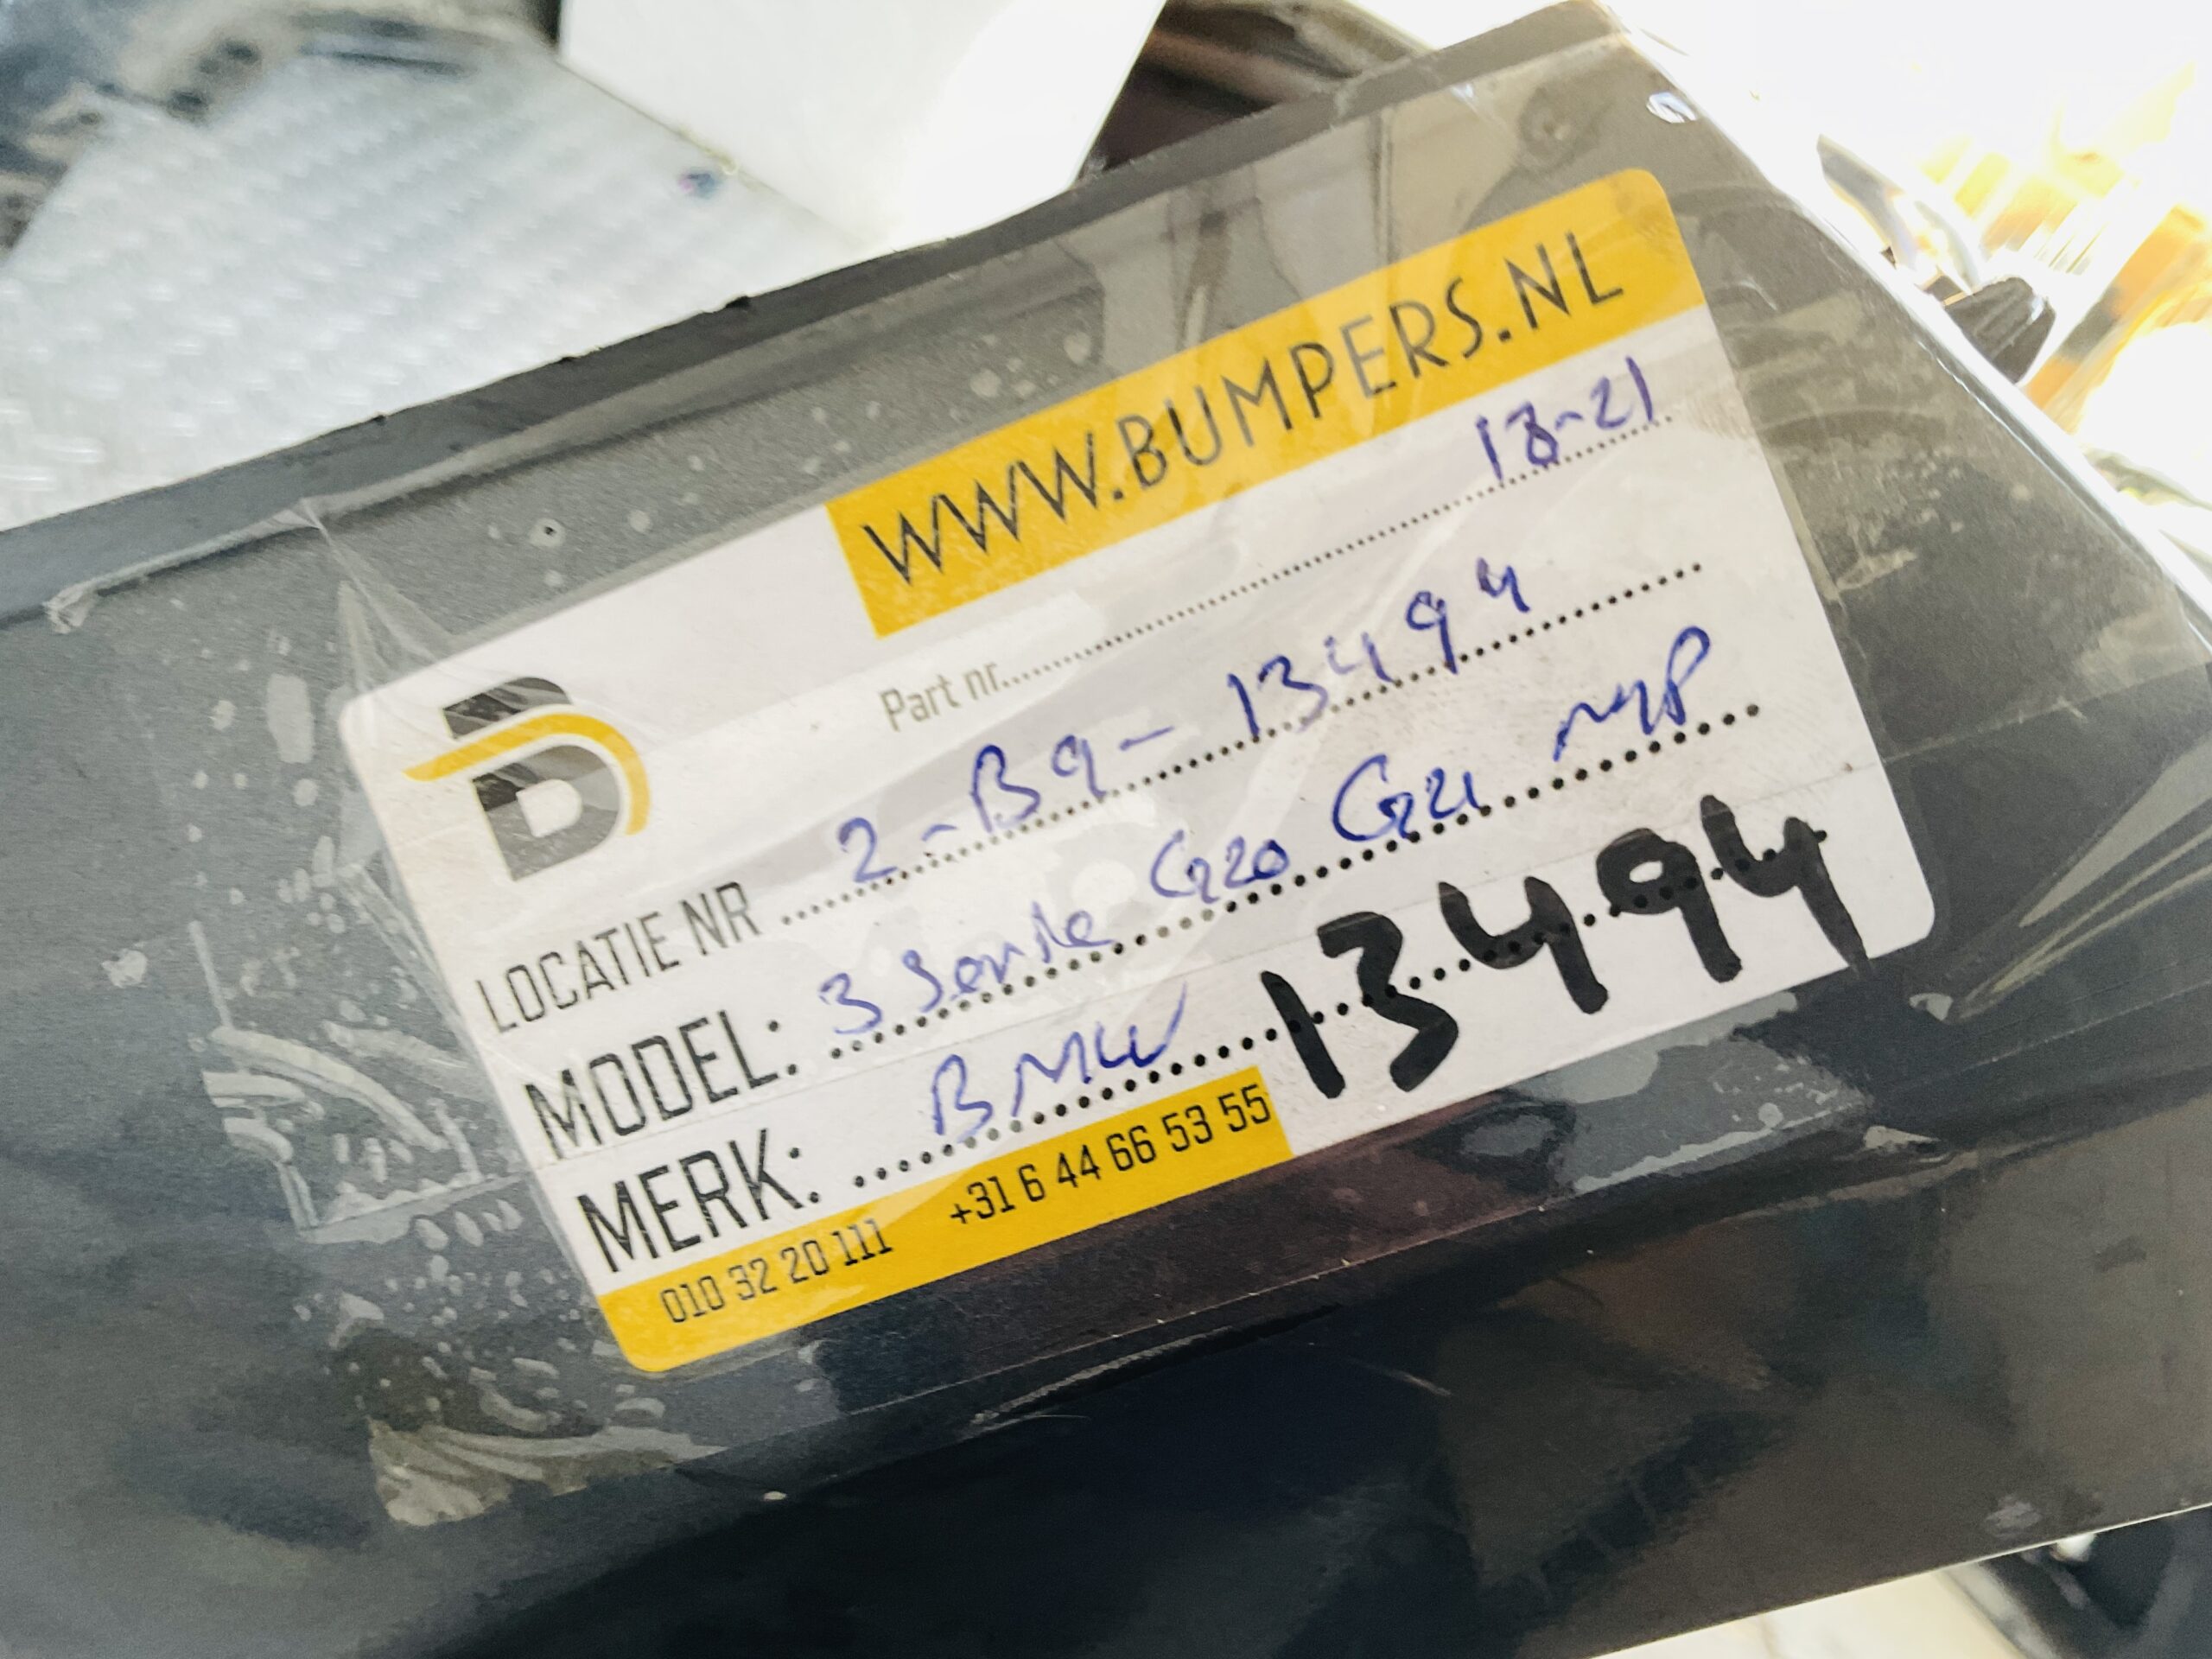 WWW.BUMPERS.NL
Part nr. 18-21
LOCATIE NR 2-B9-13494
MODEL: 3 Serie G20 G21
MERK: BMW
13494
010 32 20 111 +31 6 44 66 53 55